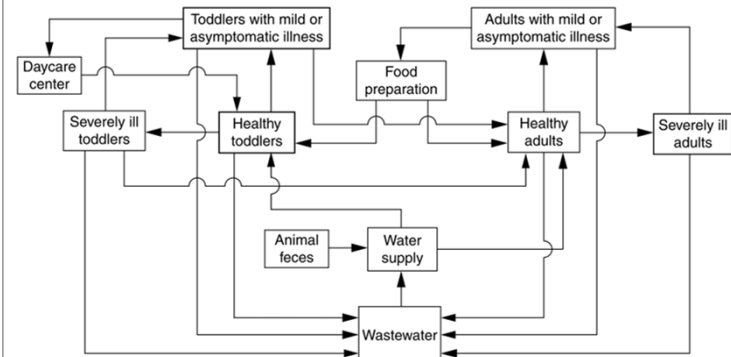 Toddlers with mild or
asymptomatic illness
Adults with mild or
asymptomatic illness
Daycare
center
Food
preparation
Severely ill
toddlers
Healthy
toddlers
Healthy
adults
Severely ill
adults
Animal
feces
Water
supply
Wastewater